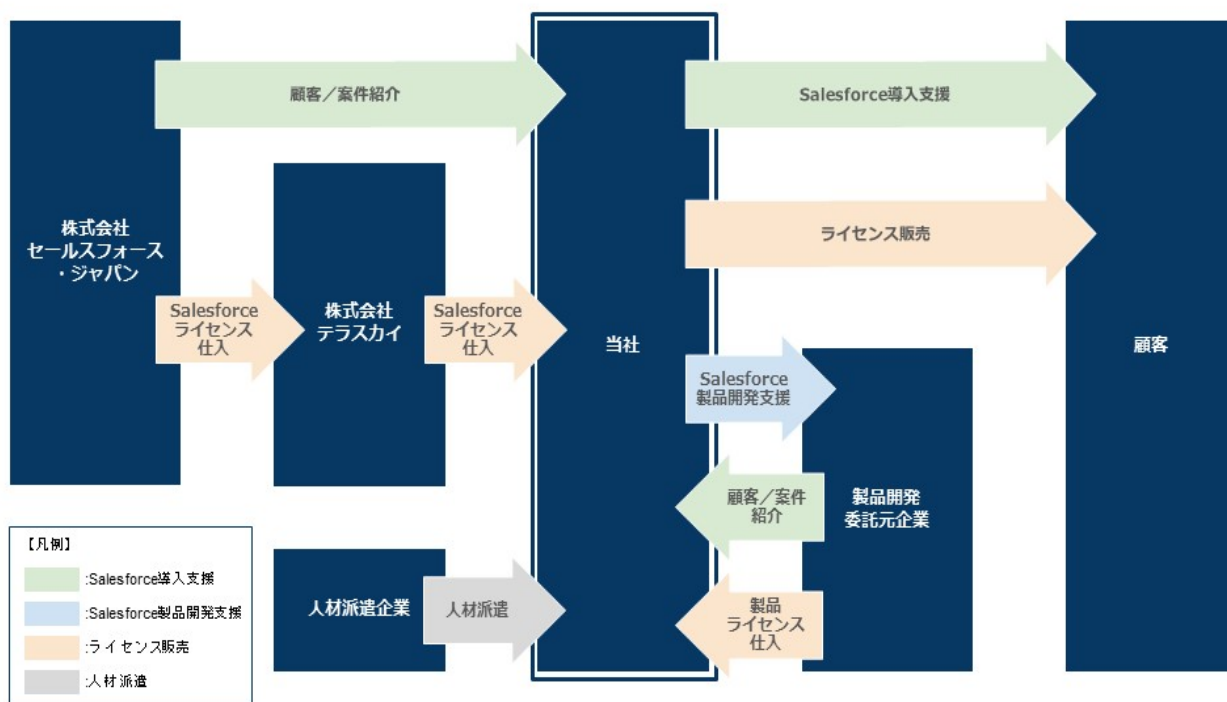 顧客／案件紹介
Salesforce導入支援
株式会社
セールスフォース
・ジャパン
ライセンス販売
Salesforce
ライセンス
仕入
株式会社
テラスカイ
Salesforce
ライセンス
仕入
当社
顧客
Salesforce
製品開発支援
顧客／案件
紹介
製品開発
委託元企業
【凡例】
:Salesforce導入支援
:Salesforce製品開発支援
:ライセンス販売
:人材派遣
人材派遣企業
人材派遣
製品
ライセンス
仕入